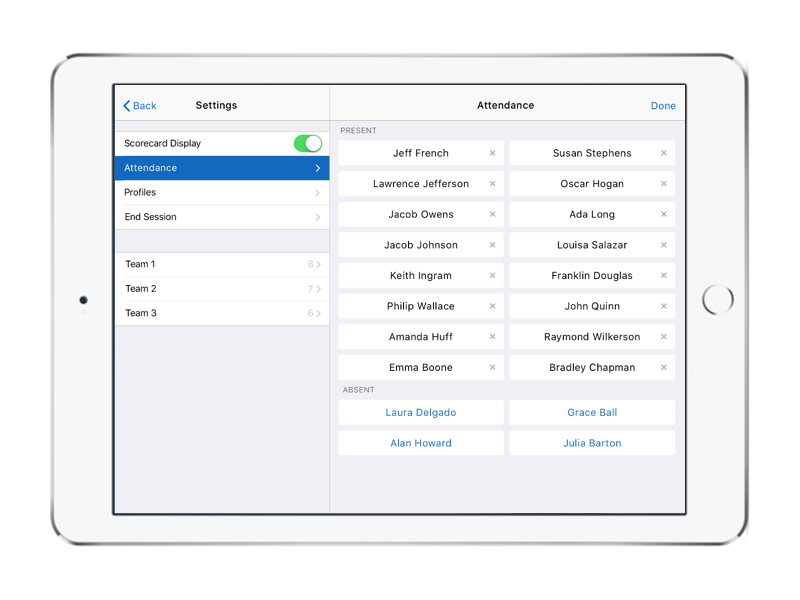 Back
Settings
Scorecard Display
Attendance
Profiles
End Session
Team 1 8
Team 2 7
Team 3 6
Attendance
Done
PRESENT
Jeff French × Susan Stephens ×
Lawrence Jefferson × Oscar Hogan ×
Jacob Owens × Ada Long ×
Jacob Johnson × Louisa Salazar ×
Keith Ingram × Franklin Douglas ×
Philip Wallace × John Quinn ×
Amanda Huff × Raymond Wilkerson ×
Emma Boone × Bradley Chapman ×
ABSENT
Laura Delgado Grace Ball
Alan Howard Julia Barton